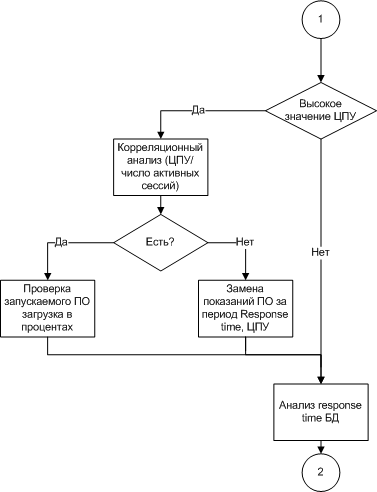 1
Высокое
значение ЦПУ
Да
Корреляционный
анализ (ЦПУ/
число активных
сессий)
Есть?
Да
Нет
Нет
Проверка
запускаемого ПО
загрузка в
процентах
Замена
показаний ПО за
период Response
time, ЦПУ
Анализ response
time БД
2